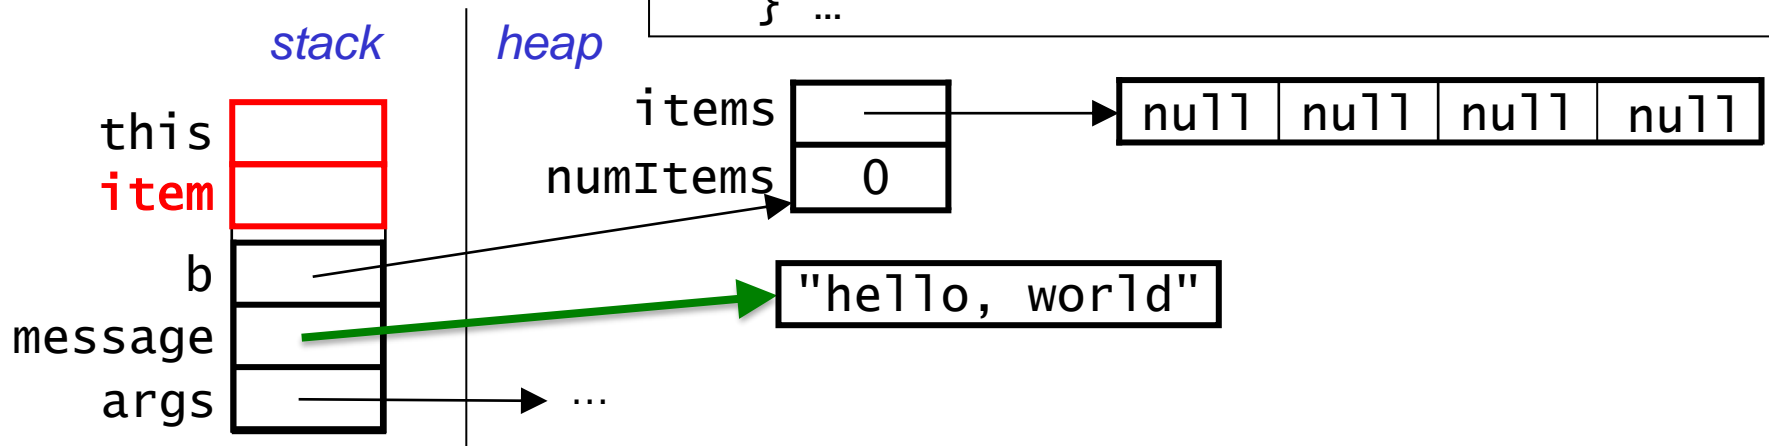 } …
stack heap
items null null null null
this
numItems 0
item
b
"hello, world"
message
args …